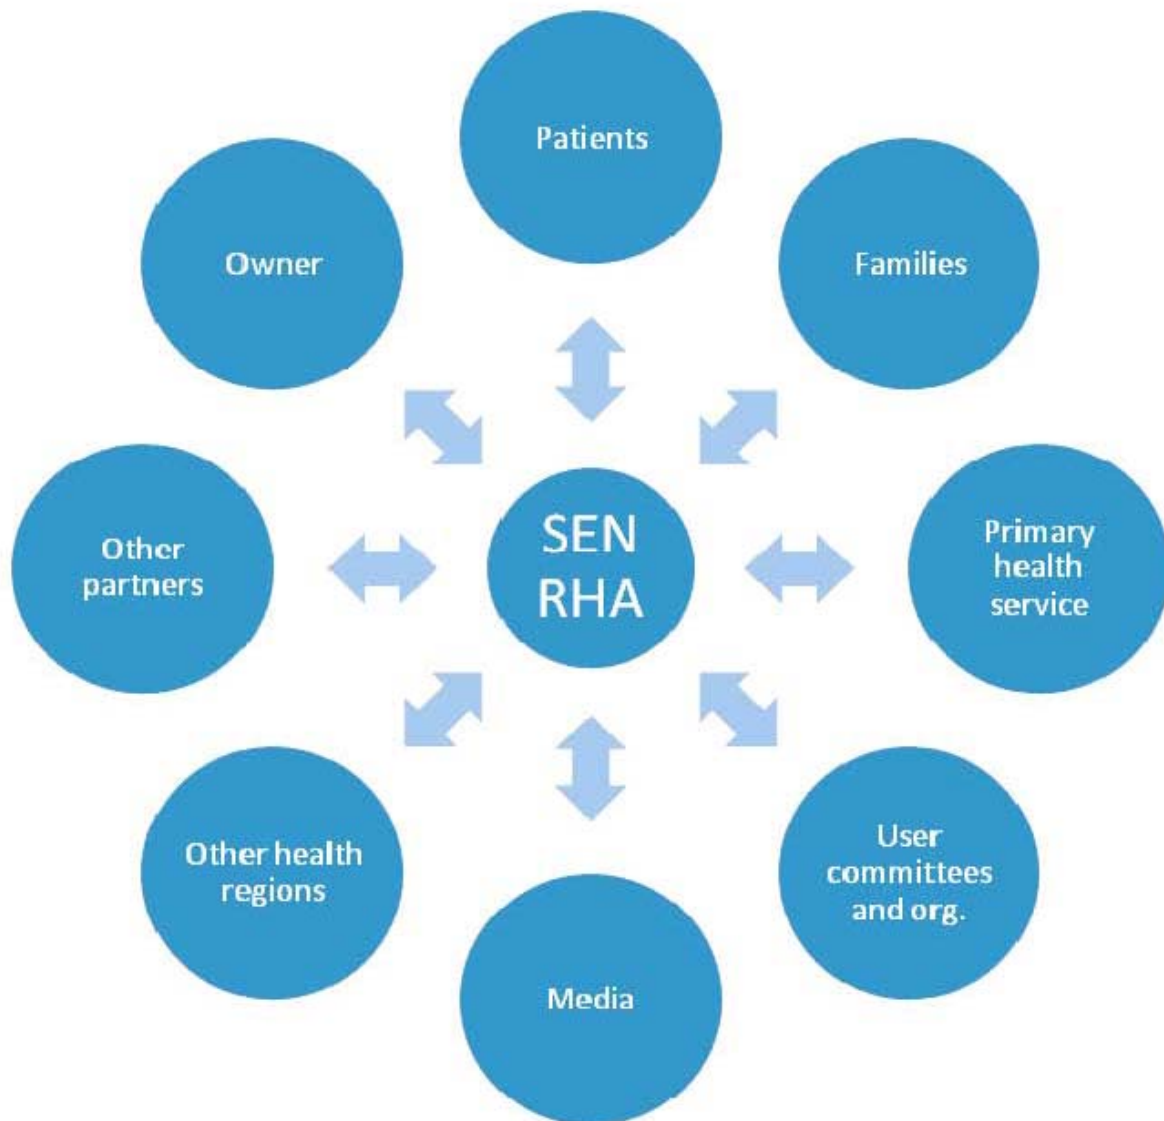 Patients
Owner
Families
SEN
RHA
Other
partners
Primary
health
service
Other health
regions
User
committees
and org.
Media